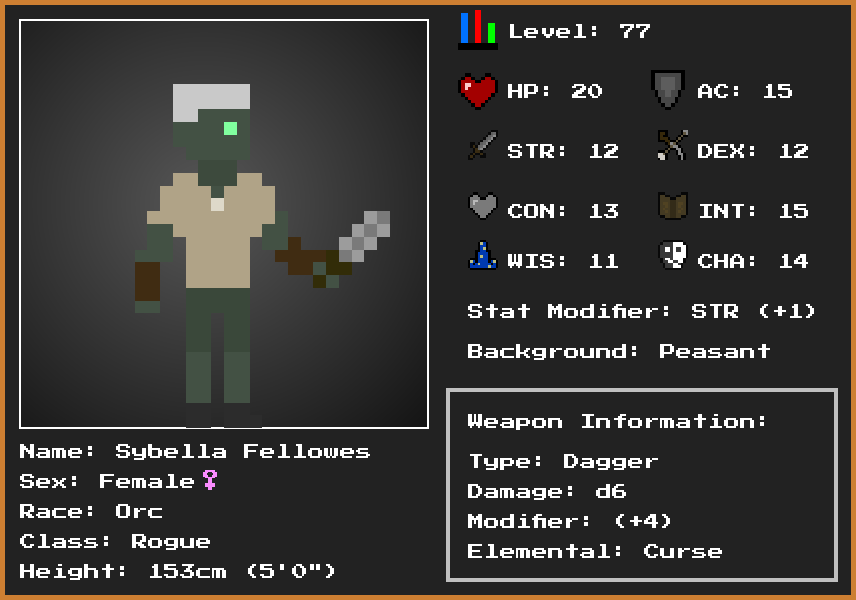 Level: 77
HP: 20
AC: 15
STR: 12
DEX: 12
CON: 13
INT: 15
WIS: 11
CHA: 14
Stat Modifier: STR (+1)
Background: Peasant
Weapon Information:
Type: Dagger
Damage: d6
Modifier: (+4)
Elemental: Curse
Name: Sybella Fellowes
Sex: Female♀
Race: Orc
Class: Rogue
Height: 153cm (5'0")